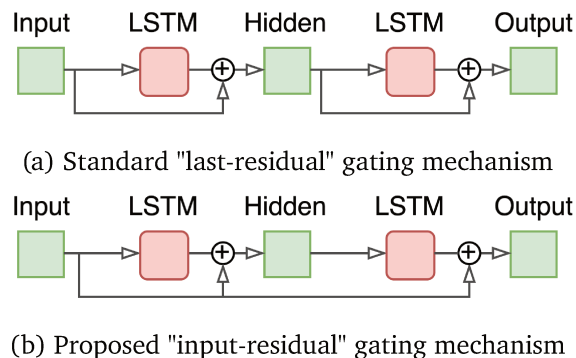 Input LSTM Hidden LSTM Output
(a) Standard "last-residual" gating mechanism
Input LSTM Hidden LSTM Output
(b) Proposed "input-residual" gating mechanism